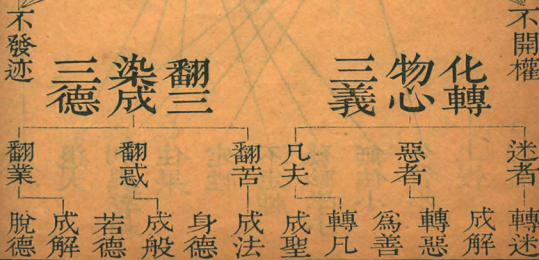 不開權
化轉
物心
三義
翻三
染成
三德
不發迹
迷者
轉迷
成解
惡者
轉惡
爲善
凡夫
轉凡
成聖
翻苦
成法
身德
翻惑
成般
若德
翻業
成解
脫德